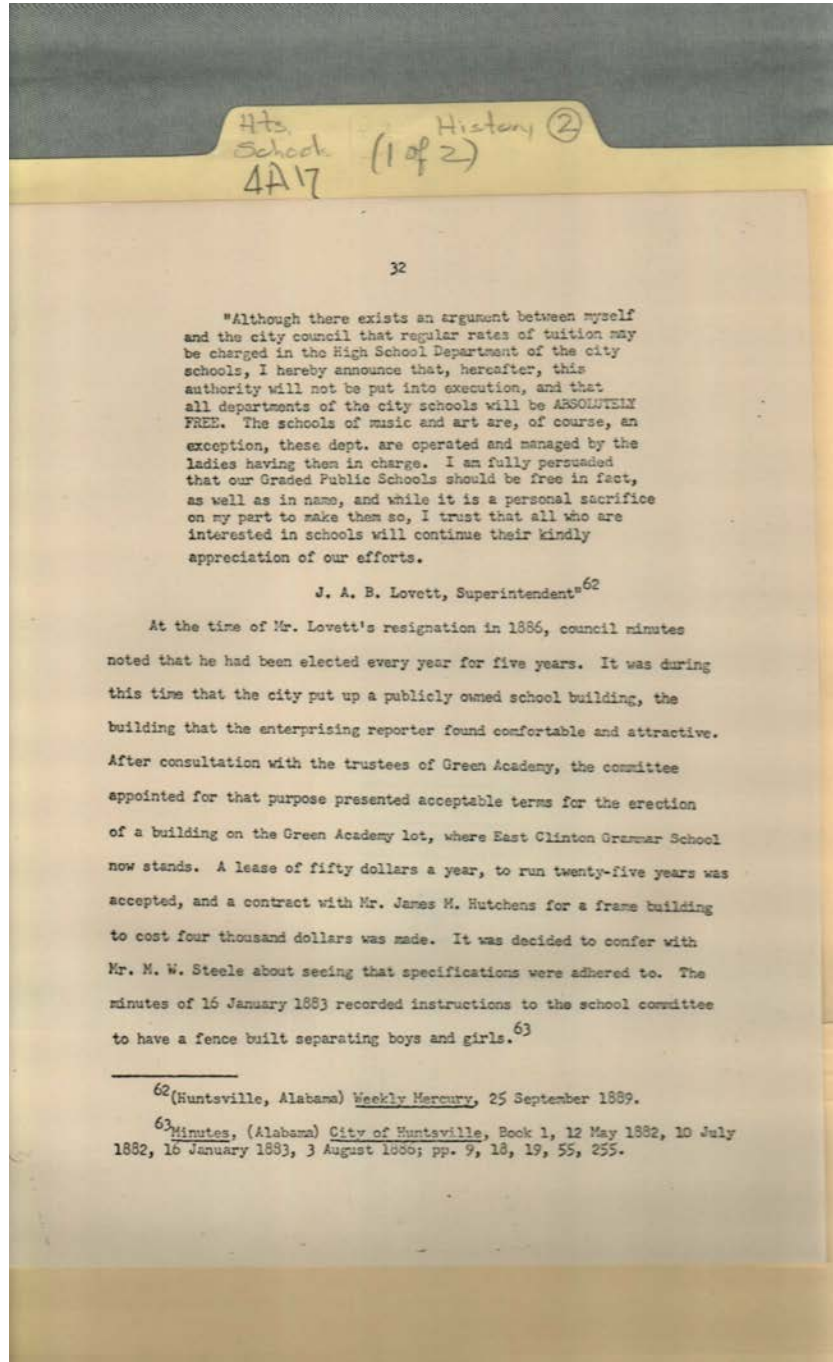 Hts. History 2
School (1 of 2)
4A17
32
"Although there exists an argument between myself
and the city council that regular rates of tuition may
be charged in the High School Department of the city
schools, I hereby announce that, hereafter, this
authority will not be put into execution, and that
all departments of the city schools will be ABSOLUTELY
FREE. The schools of music and art are, of course, an
exception, these dept. are operated and managed by the
ladies having them in charge. I am fully persuaded
that our Graded Public Schools should be free in fact,
as well as in name, and while it is a personal sacrifice
on my part to make them so, I trust that all who are
interested in schools will continue their kindly
appreciation of our efforts.
J. A. B. Lovett, Superintendent"62
At the time of Mr. Lovett's resignation in 1886, council minutes
noted that he had been elected every year for five years. It was during
this time that the city put up a publicly owned school building, the
building that the enterprising reporter found comfortable and attractive.
After consultation with the trustees of Green Academy, the committee
appointed for that purpose presented acceptable terms for the erection
of a building on the Green Academy lot, where East Clinton Grammar School
now stands. A lease of fifty dollars a year, to run twenty-five years was
accepted, and a contract with Mr. James M. Hutchens for a frame building
to cost four thousand dollars was made. It was decided to confer with
Mr. M. W. Steele about seeing that specifications were adhered to. The
minutes of 16 January 1883 recorded instructions to the school committee
to have a fence built separating boys and girls.63
62(Huntsville, Alabama) Weekly Mercury, 25 September 1889.
63Minutes, (Alabama) City of Huntsville, Book 1, 12 May 1882, 10 July
1882, 16 January 1883, 3 August 1886; pp. 9, 18, 19, 55, 255.